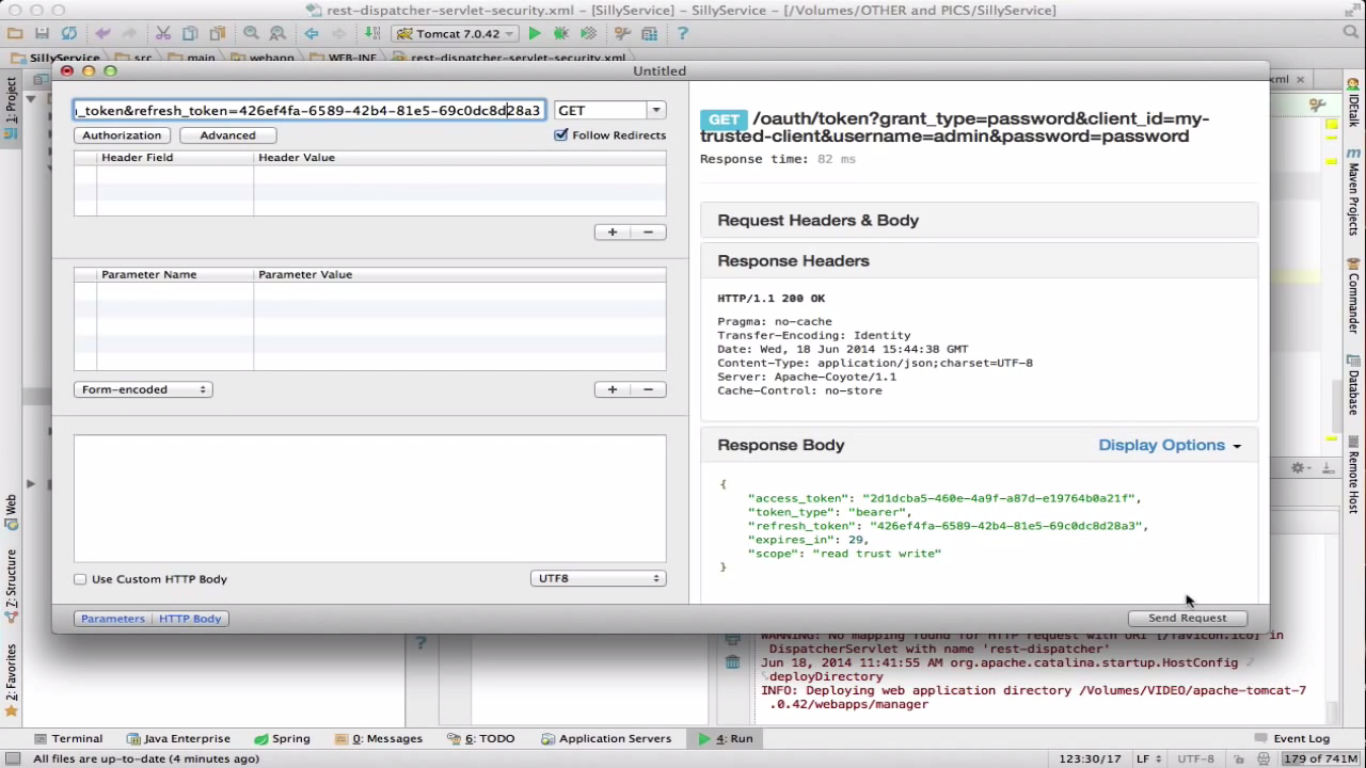 rest-dispatcher-servlet-security.xml - [SillyService] - SillyService - [/Volumes/OTHER and PICS/SillyService]
Tomcat 7.0.42
SillyService src main webapp WEB-INF rest-dispatcher-servlet-security.xml
Untitled
xml
_token&refresh_token=426ef4fa-6589-42b4-81e5-69c0dc8d28a3 GET
Authorization Advanced Follow Redirects
Header Field Header Value
+ −
Parameter Name Parameter Value
Form-encoded + −
Use Custom HTTP Body UTF8
Parameters HTTP Body
GET /oauth/token?grant_type=password&client_id=my-
trusted-client&username=admin&password=password
Response time: 82 ms
Request Headers & Body
Response Headers
HTTP/1.1 200 OK
Pragma: no-cache
Transfer-Encoding: Identity
Date: Wed, 18 Jun 2014 15:44:38 GMT
Content-Type: application/json;charset=UTF-8
Server: Apache-Coyote/1.1
Cache-Control: no-store
Response Body Display Options
{
"access_token": "2d1dcba5-460e-4a9f-a87d-e19764b0a21f",
"token_type": "bearer",
"refresh_token": "426ef4fa-6589-42b4-81e5-69c0dc8d28a3",
"expires_in": 29,
"scope": "read trust write"
}
Send Request
WARNING: No mapping found for HTTP request with URI [/favicon.ico] in
DispatcherServlet with name 'rest-dispatcher'
Jun 18, 2014 11:41:55 AM org.apache.catalina.startup.HostConfig
deployDirectory
INFO: Deploying web application directory /Volumes/VIDEO/apache-tomcat-7
.0.42/webapps/manager
1: Project
Web
Z: Structure
2: Favorites
IDEtalk
Maven Projects
Commander
Database
Remote Host
Terminal Java Enterprise Spring 0: Messages 6: TODO Application Servers 4: Run Event Log
All files are up-to-date (4 minutes ago) 123:30/17 LF UTF-8 179 of 741M